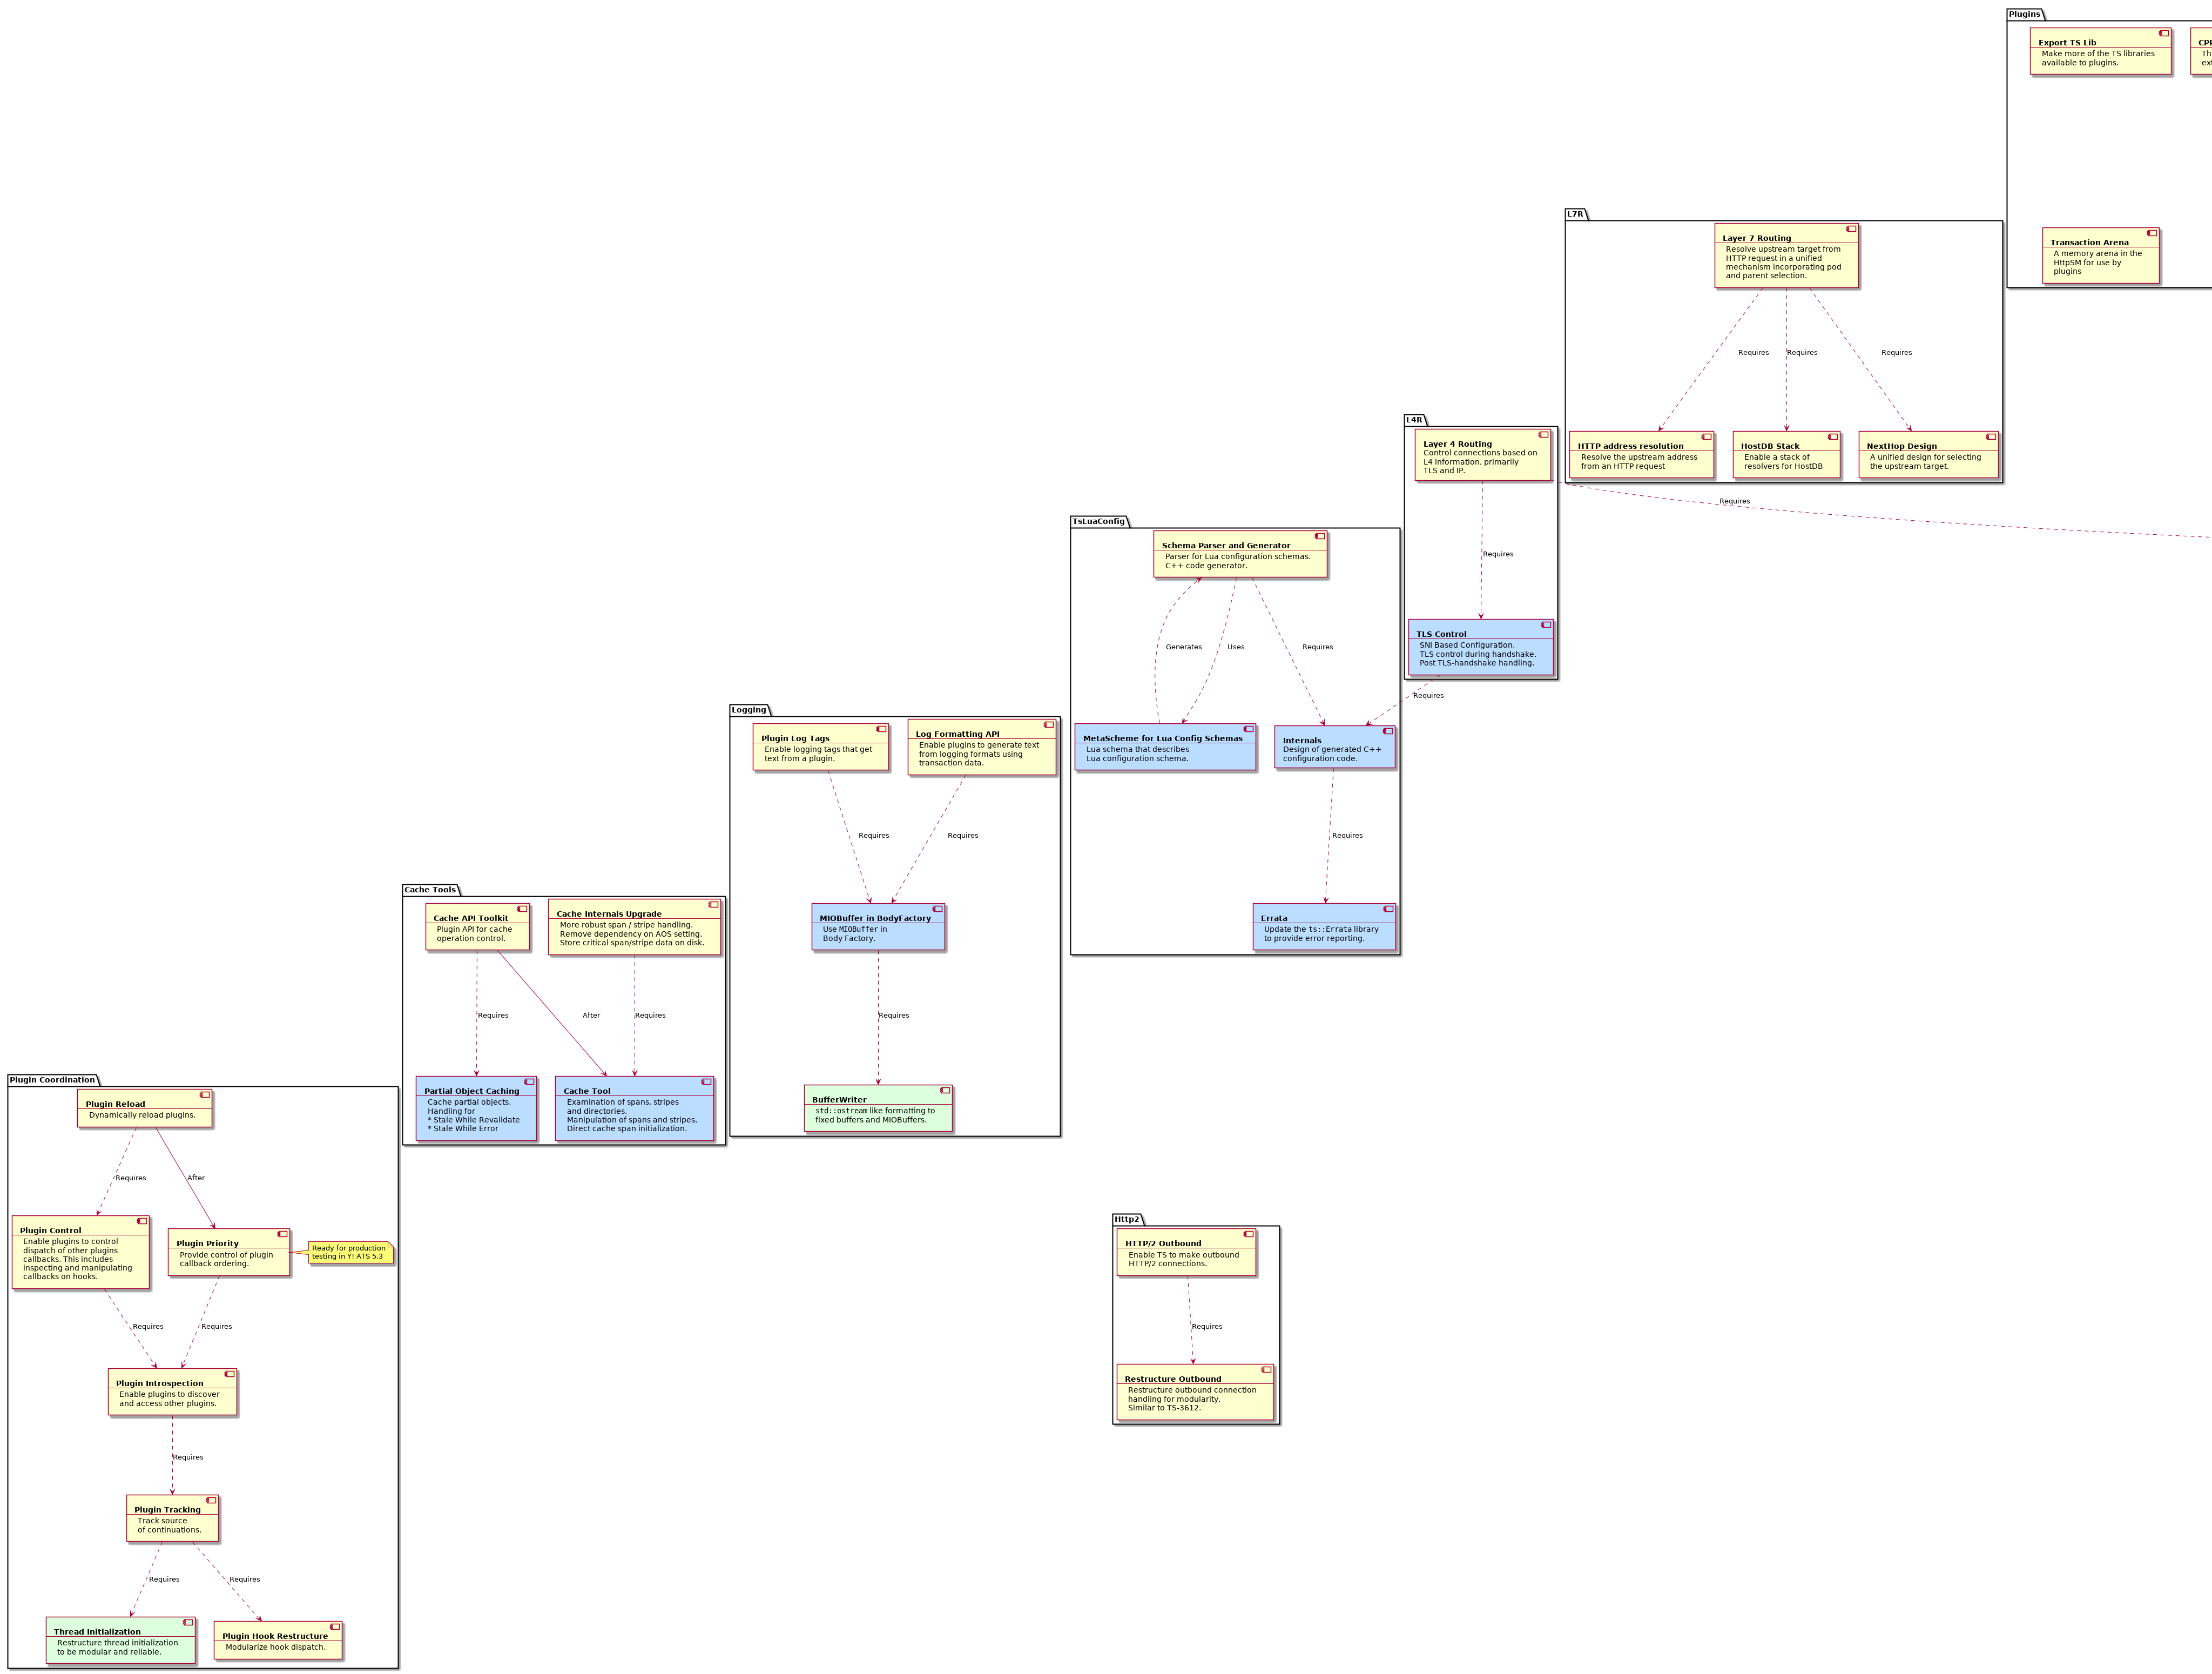 Plugins
Export TS Lib
Make more of the TS libraries
available to plugins.
Transaction Arena
A memory arena in the
HttpSM for use by
plugins
L7R
Layer 7 Routing
Resolve upstream target from
HTTP request in a unified
mechanism incorporating pod
and parent selection.
Requires
Requires
Requires
HTTP address resolution
Resolve the upstream address
from an HTTP request
HostDB Stack
Enable a stack of
resolvers for HostDB
NextHop Design
A unified design for selecting
the upstream target.
L4R
Layer 4 Routing
Control connections based on
L4 information, primarily
TLS and IP.
Requires
Requires
TLS Control
SNI Based Configuration.
TLS control during handshake.
Post TLS-handshake handling.
Requires
TsLuaConfig
Schema Parser and Generator
Parser for Lua configuration schemas.
C++ code generator.
Generates
Uses
Requires
MetaScheme for Lua Config Schemas
Lua schema that describes
Lua configuration schema.
Internals
Design of generated C++
configuration code.
Requires
Errata
Update the ts::Errata library
to provide error reporting.
Logging
Plugin Log Tags
Enable logging tags that get
text from a plugin.
Log Formatting API
Enable plugins to generate text
from logging formats using
transaction data.
Requires
Requires
MIOBuffer in BodyFactory
Use MIOBuffer in
Body Factory.
Requires
BufferWriter
std::ostream like formatting to
fixed buffers and MIOBuffers.
Cache Tools
Cache API Toolkit
Plugin API for cache
operation control.
Cache Internals Upgrade
More robust span / stripe handling.
Remove dependency on AOS setting.
Store critical span/stripe data on disk.
Requires
After
Requires
Partial Object Caching
Cache partial objects.
Handling for
* Stale While Revalidate
* Stale While Error
Cache Tool
Examination of spans, stripes
and directories.
Manipulation of spans and stripes.
Direct cache span initialization.
Plugin Coordination
Plugin Reload
Dynamically reload plugins.
Requires
After
Plugin Control
Enable plugins to control
dispatch of other plugins
callbacks. This includes
inspecting and manipulating
callbacks on hooks.
Plugin Priority
Provide control of plugin
callback ordering.
Ready for production
testing in Y! ATS 5.3
Requires
Requires
Plugin Introspection
Enable plugins to discover
and access other plugins.
Requires
Plugin Tracking
Track source
of continuations.
Requires
Requires
Thread Initialization
Restructure thread initialization
to be modular and reliable.
Plugin Hook Restructure
Modularize hook dispatch.
Http2
HTTP/2 Outbound
Enable TS to make outbound
HTTP/2 connections.
Requires
Restructure Outbound
Restructure outbound connection
handling for modularity.
Similar to TS-3612.